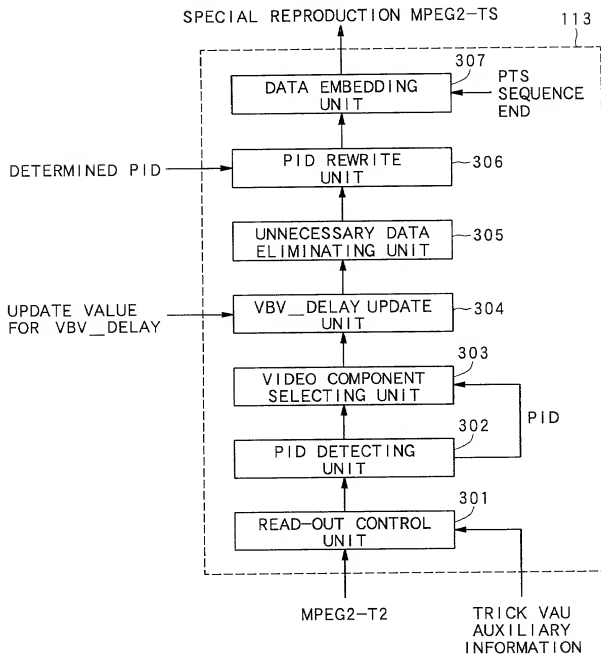 SPECIAL REPRODUCTION MPEG2-TS
113
307
DATA EMBEDDING
UNIT
PTS
SEQUENCE
END
DETERMINED PID
PID REWRITE
UNIT
306
UNNECESSARY DATA
ELIMINATING UNIT
305
UPDATE VALUE
FOR VBV__DELAY
VBV__DELAY UPDATE
UNIT
304
303
VIDEO COMPONENT
SELECTING UNIT
PID
302
PID DETECTING
UNIT
301
READ-OUT CONTROL
UNIT
MPEG2-T2
TRICK VAU
AUXILIARY
INFORMATION